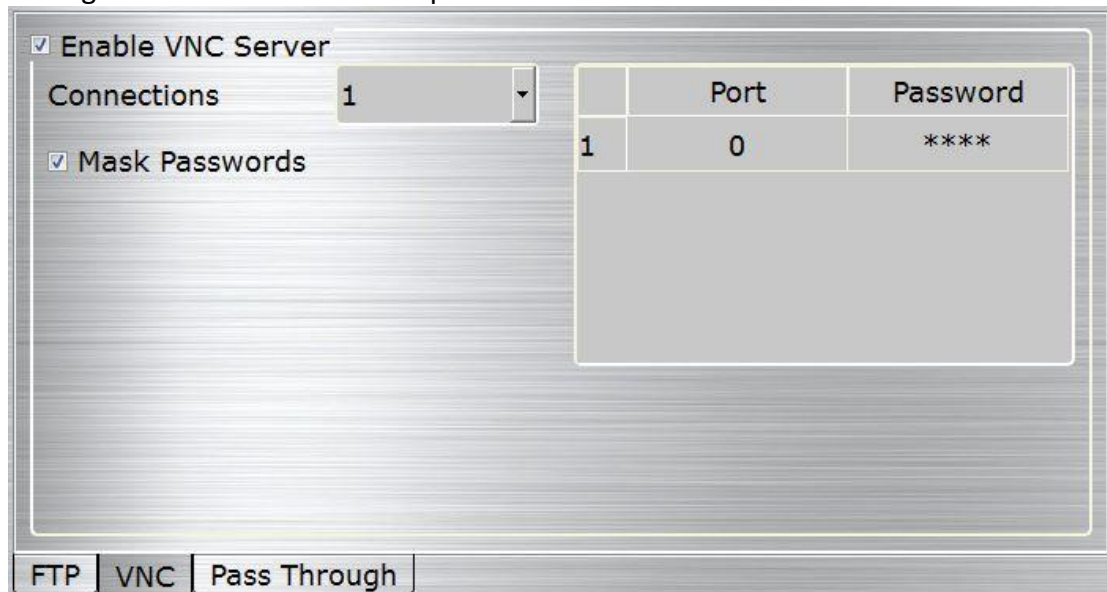 Enable VNC Server
Connections 1
Mask Passwords
Port Password
1 0 ****
FTP VNC Pass Through